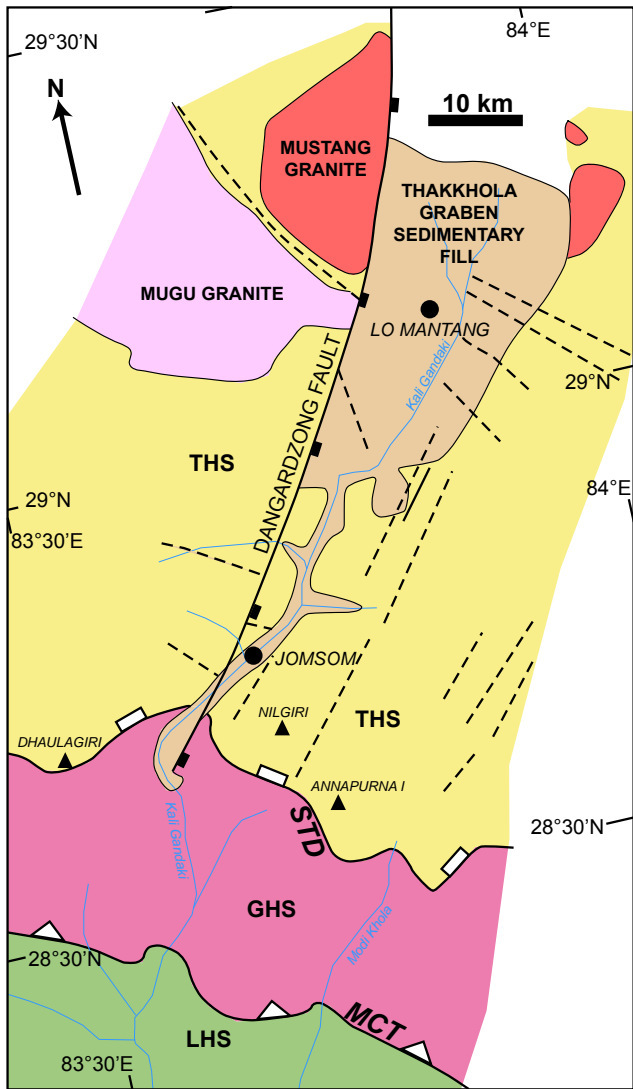 29°30'N
84°E
N
10 km
MUSTANG
GRANITE
THAKKHOLA
GRABEN
SEDIMENTARY
FILL
MUGU GRANITE
LO MANTANG
Kali Gandaki
29°N
DANGARDZONG FAULT
THS
29°N
84°E
83°30'E
JOMSOM
NILGIRI
THS
DHAULAGIRI
ANNAPURNA I
STD
28°30'N
Kali Gandaki
GHS
Modi Khola
28°30'N
MCT
LHS
83°30'E